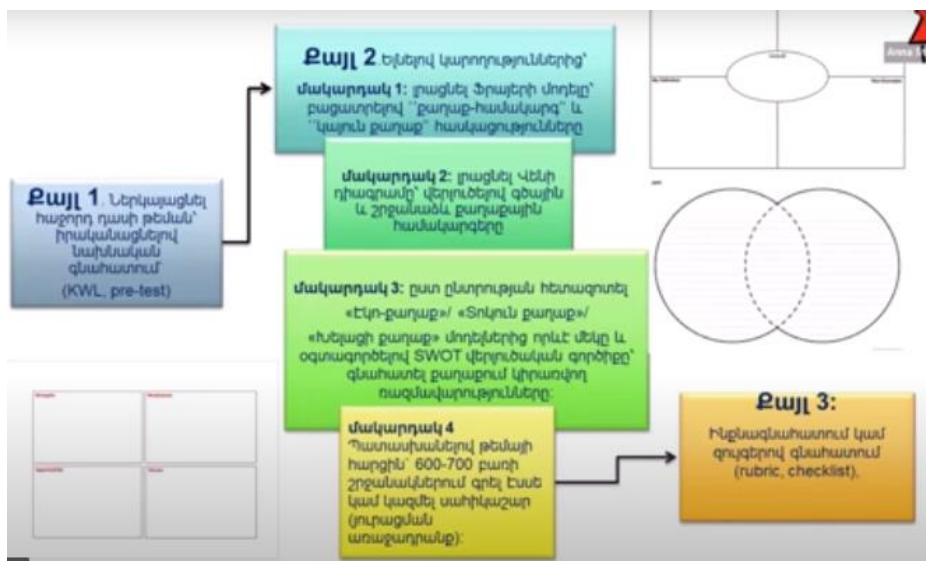 Քայլ 1. Ներկայացնել
հաջորդ դասի թեման՝
իրականացնելով
նախնական
գնահատում
(KWL, pre-test)
Քայլ 2.Ելնելով կարողություններից՝
մակարդակ 1: լրացնել Ֆրայերի մոդելը՝
բացատրելով ՛՛քաղաք-համակարգ՛՛ և
՛՛կայուն քաղաք՛՛ հասկացությունները
մակարդակ 2: լրացնել Վենի
դիագրամը՝ վերլուծելով գծային
և շրջանաձև քաղաքային
համակարգերը
մակարդակ 3: ըստ ընտրության հետազոտել
«Էկո-քաղաք»/ «Տոկուն քաղաք»/
«Խելացի քաղաք» մոդելներից որևէ մեկը և
օգտագործելով SWOT վերլուծական գործիքը՝
գնահատել քաղաքում կիրառվող
ռազմավարությունները:
մակարդակ 4
Պատասխանելով թեմայի
հարցին՝ 600-700 բառի
շրջանակներում գրել Էսսե
կամ կազմել սահիկաշար
(յուրացման
առաջադրանք):
Քայլ 3:
Ինքնագնահատում կամ
զույգերով գնահատում
(rubric, checklist),
Anna